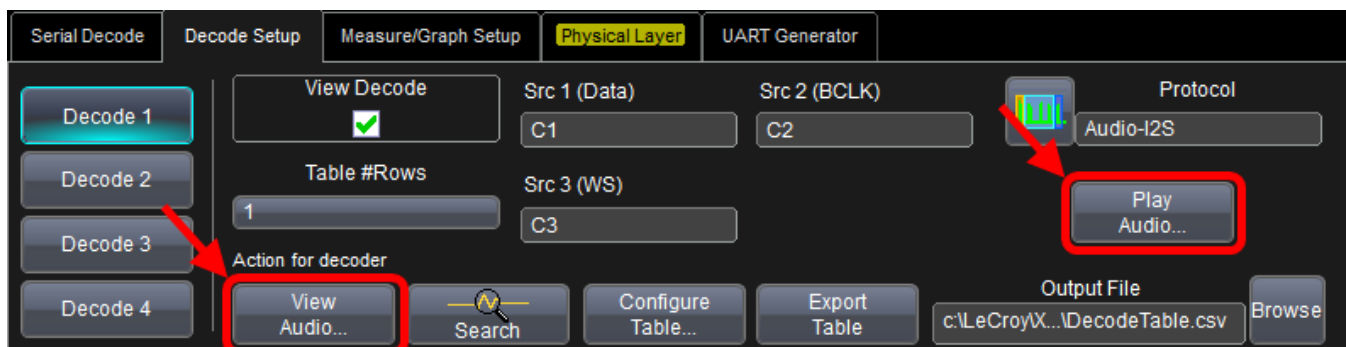 Serial Decode
Decode Setup
Measure/Graph Setup
Physical Layer
UART Generator
Decode 1
Decode 2
Decode 3
Decode 4
View Decode
Src 1 (Data)
C1
Src 2 (BCLK)
C2
Protocol
Audio-I2S
Table #Rows
1
Src 3 (WS)
C3
Play
Audio...
Action for decoder
View
Audio...
Search
Configure
Table...
Export
Table
Output File
c:\LeCroy\X...\DecodeTable.csv
Browse